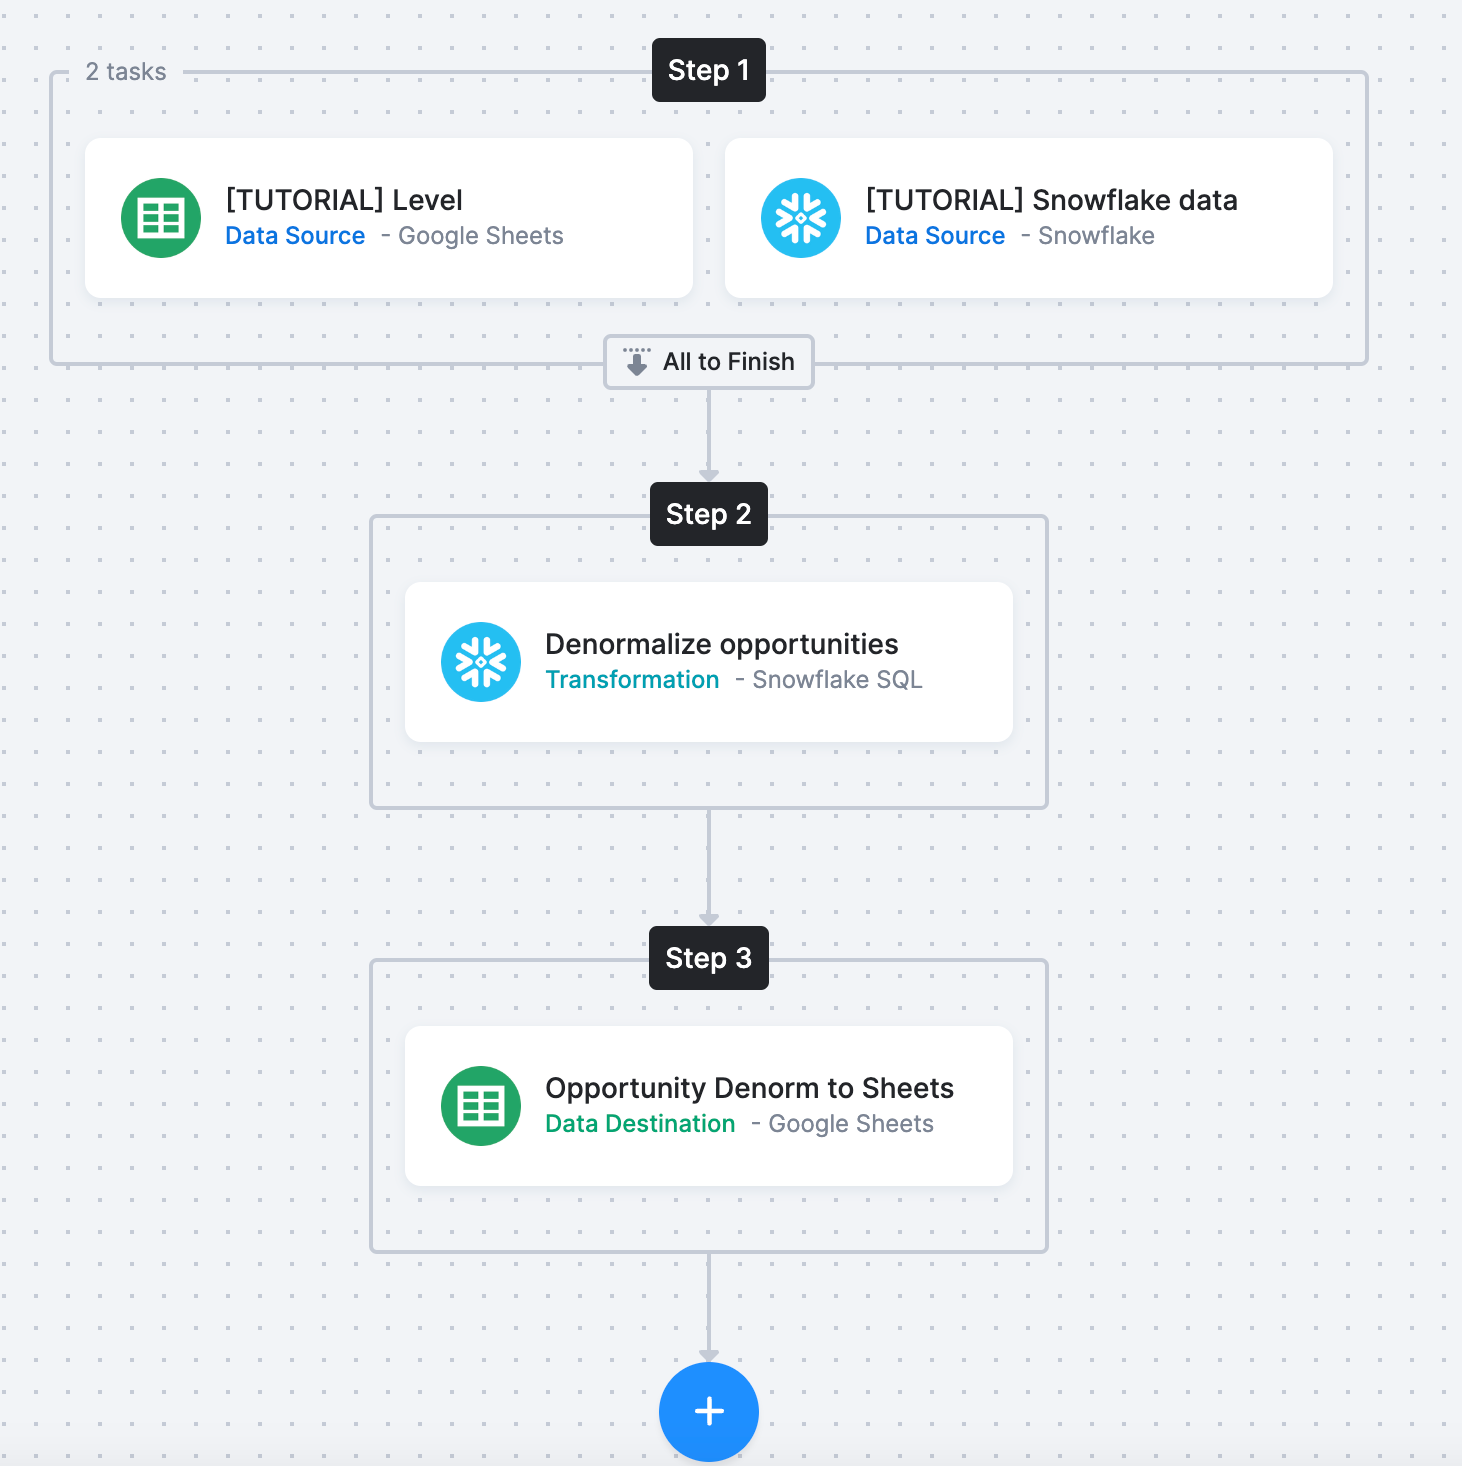 2 tasks
Step 1
[TUTORIAL] Level
Data Source - Google Sheets
[TUTORIAL] Snowflake data
Data Source - Snowflake
All to Finish
Step 2
Denormalize opportunities
Transformation - Snowflake SQL
Step 3
Opportunity Denorm to Sheets
Data Destination - Google Sheets